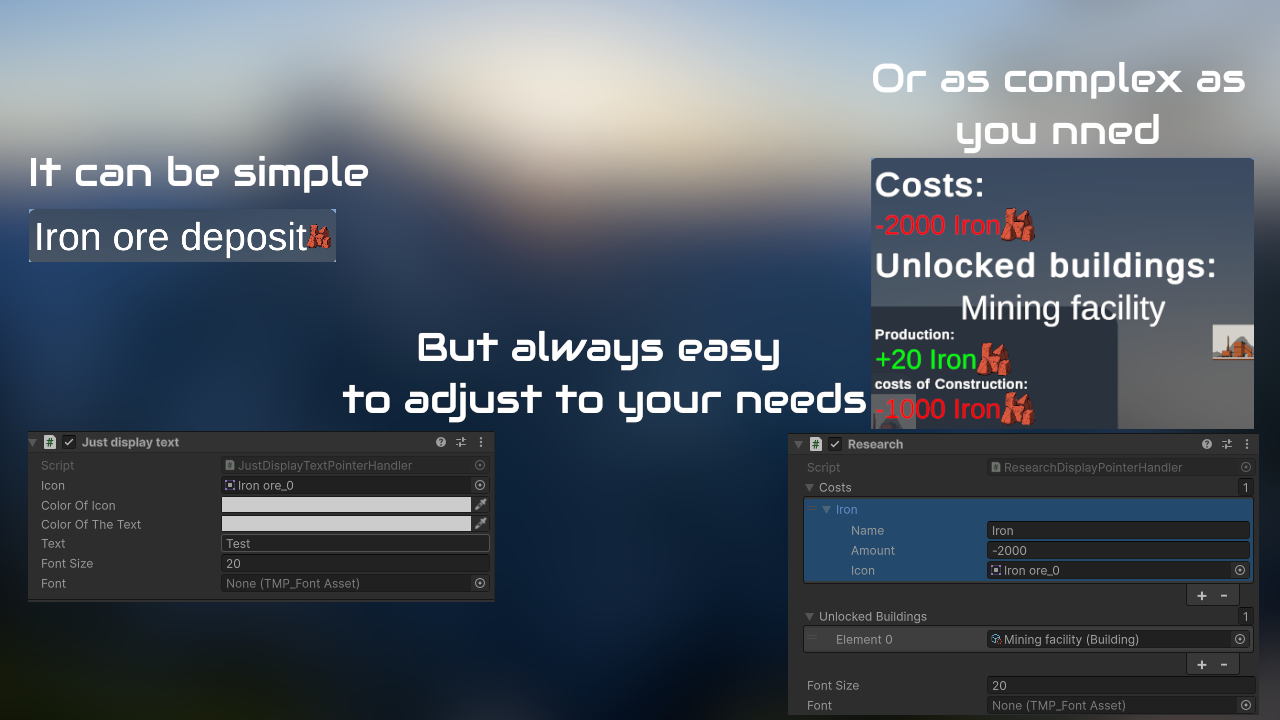 It can be simple
Iron ore deposit
Or as complex as
you nned
Costs:
-2000 Iron
Unlocked buildings:
Mining facility
Production:
+20 Iron
costs of Construction:
-1000 Iron
But always easy
to adjust to your needs
# Just display text
Script JustDisplayTextPointerHandler
Icon Iron ore_0
Color Of Icon
Color Of The Text
Text Test
Font Size 20
Font None (TMP_Font Asset)
# Research
Script ResearchDisplayPointerHandler
Costs 1
Iron
Name Iron
Amount -2000
Icon Iron ore_0
+ -
Unlocked Buildings 1
Element 0 Mining facility (Building)
+ -
Font Size 20
Font None (TMP_Font Asset)